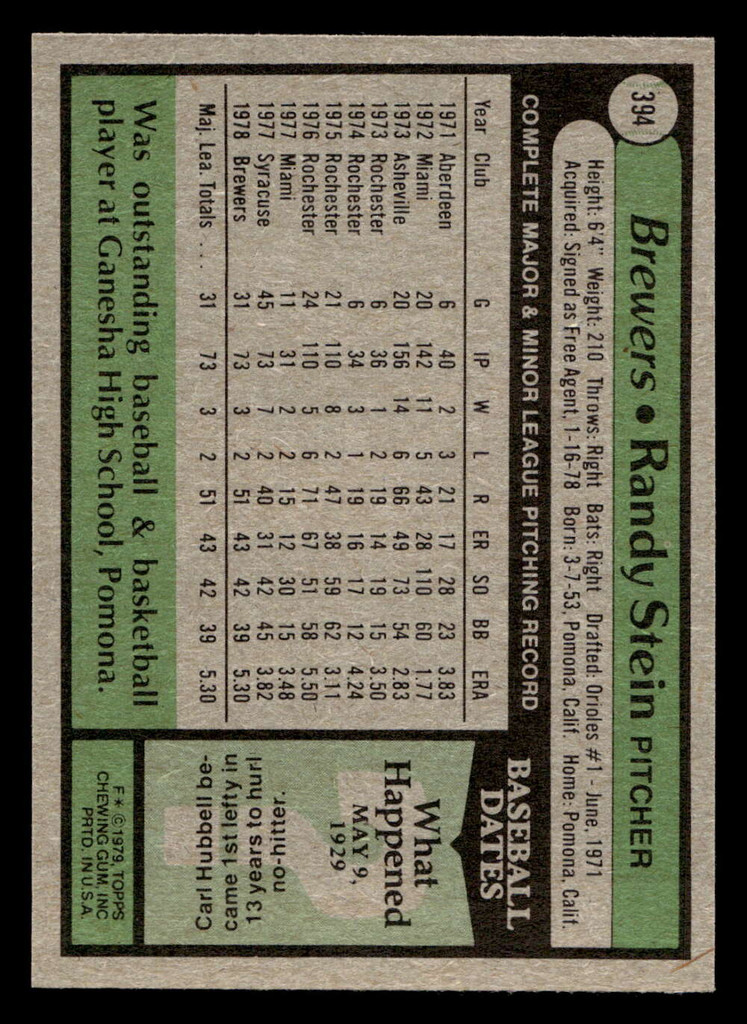 394
Brewers • Randy Stein PITCHER
Height: 6'4" Weight: 210 Throws: Right Bats: Right Drafted: Orioles #1 - June, 1971
Acquired: Signed as Free Agent, 1-16-78 Born: 3-7-53, Pomona, Calif. Home: Pomona, Calif.
COMPLETE MAJOR & MINOR LEAGUE PITCHING RECORD
Year Club G IP W L R ER SO BB ERA
1971 Aberdeen 6 40 2 3 21 17 28 23 3.83
1972 Miami 20 142 11 5 43 28 110 60 1.77
1973 Asheville 20 156 14 6 66 49 73 54 2.83
1973 Rochester 6 36 1 2 19 14 19 15 3.50
1974 Rochester 6 34 3 1 19 16 17 12 4.24
1975 Rochester 21 110 8 2 47 38 59 62 3.11
1976 Rochester 24 110 5 6 71 67 51 58 5.50
1977 Miami 11 31 2 2 15 12 30 15 3.48
1977 Syracuse 45 73 7 2 40 31 42 45 3.82
1978 Brewers 31 73 3 2 51 43 42 39 5.30
Maj. Lea. Totals . . . 31 73 3 2 51 43 42 39 5.30
Was outstanding baseball & basketball
player at Ganesha High School, Pomona.
BASEBALL
DATES
What
Happened
MAY 9,
1929
Carl Hubbell be-
came 1st lefty in
13 years to hurl
no-hitter.
F* © 1979, TOPPS
CHEWING GUM, INC
PRTD. IN U.S.A.